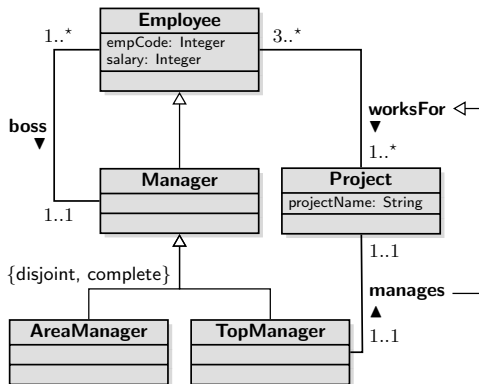 Employee
1..*
empCode: Integer
3..*
salary: Integer
boss
▼
worksFor
▼
1..*
Manager
Project
projectName: String
1..1
1..1
{disjoint, complete}
manages
▲
AreaManager
TopManager
1..1